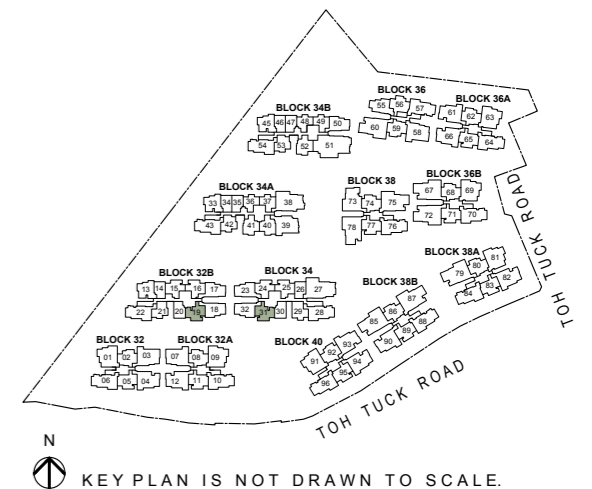 BLOCK 36
55 56 57
60 59 58
BLOCK 36A
61 62 63
66 65 64
BLOCK 34B
45 46 47 48 49 50
54 53 52 51
BLOCK 34A
33 34 35 36 37 38
43 42 41 40 39
BLOCK 38
73 74 75
78 77 76
BLOCK 36B
67 68 69
72 71 70
TOH TUCK ROAD
BLOCK 38A
79 80 81
84 83 82
BLOCK 32B
13 14 15 16 17
22 21 20 19 18
BLOCK 34
23 24 25 26 27
32 31 30 29 28
BLOCK 38B
85 86 87
90 89 88
BLOCK 32
01 02 03
06 05 04
BLOCK 32A
07 08 09
12 11 10
BLOCK 40
91 92 93
96 95 94
TOH TUCK ROAD
N
KEY PLAN IS NOT DRAWN TO SCALE.